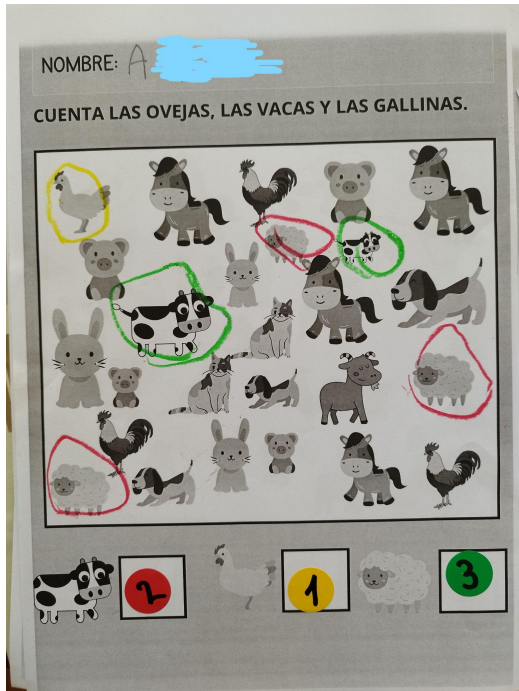 NOMBRE: A
CUENTA LAS OVEJAS, LAS VACAS Y LAS GALLINAS.
2 1 3